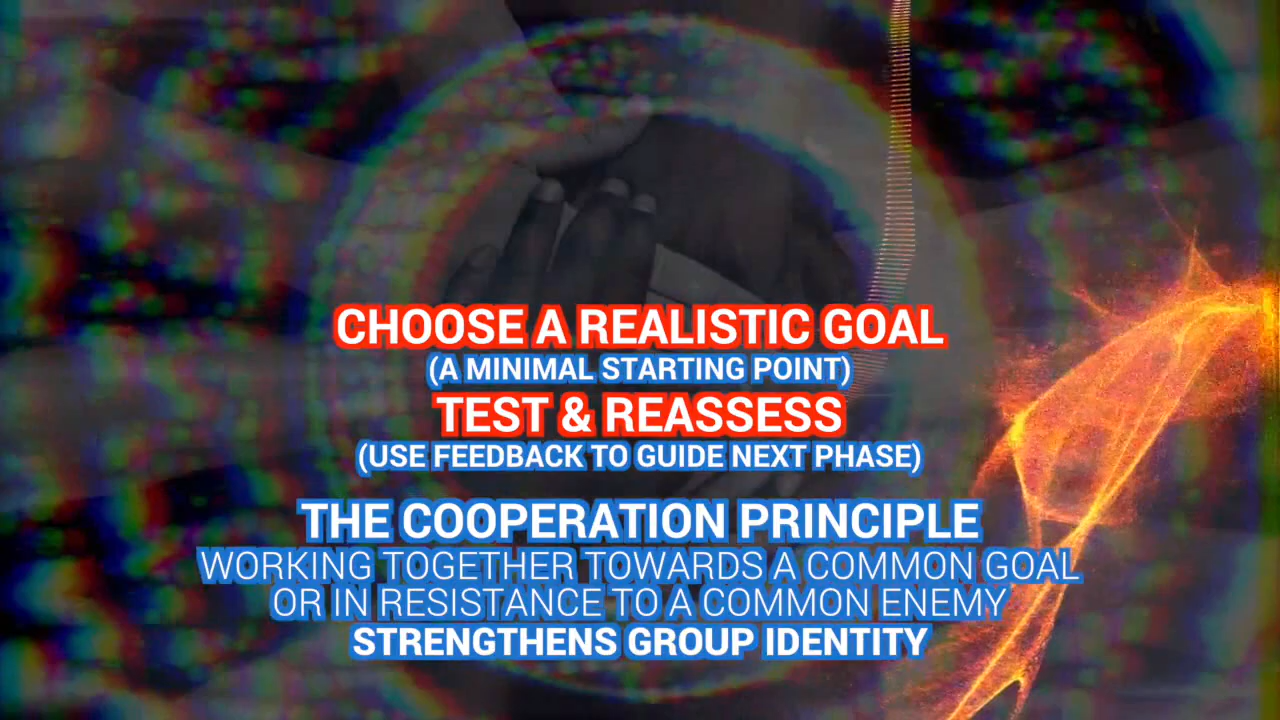 CHOOSE A REALISTIC GOAL
(A MINIMAL STARTING POINT)
TEST & REASSESS
(USE FEEDBACK TO GUIDE NEXT PHASE)
THE COOPERATION PRINCIPLE
WORKING TOGETHER TOWARDS A COMMON GOAL
OR IN RESISTANCE TO A COMMON ENEMY
STRENGTHENS GROUP IDENTITY